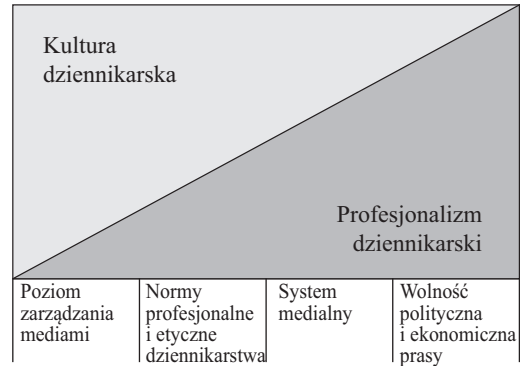 Kultura
dziennikarska
Profesjonalizm
dziennikarski
Poziom
zarządzania
mediami
Normy
profesjonalne
i etyczne
dziennikarstwa
System
medialny
Wolność
polityczna
i ekonomiczna
prasy